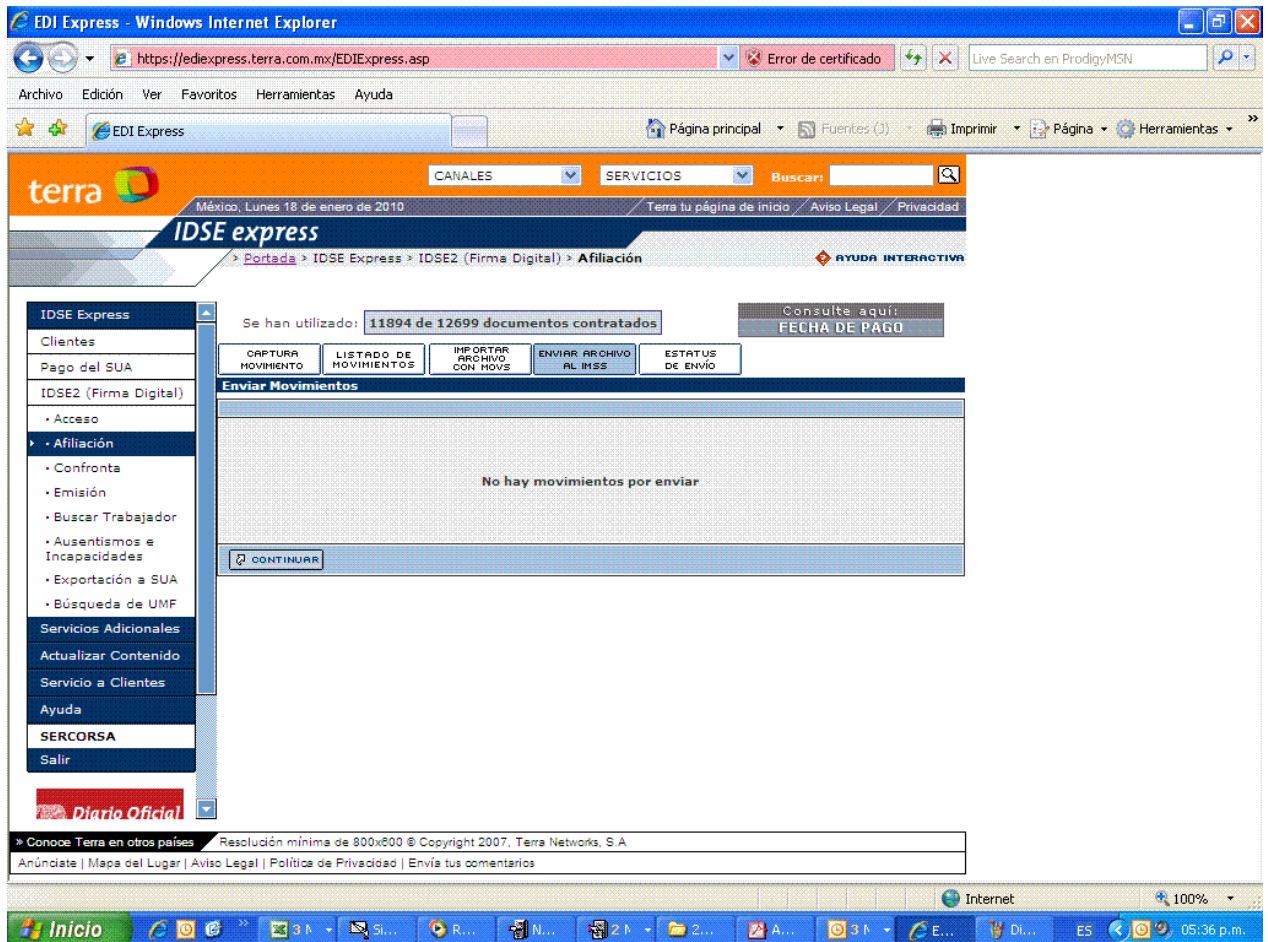 EDI Express - Windows Internet Explorer
https://ediexpress.terra.com.mx/EDIExpress.asp
Error de certificado
Live Search en ProdigyMSN
Archivo Edición Ver Favoritos Herramientas Ayuda
EDI Express
Página principal
Fuentes (J)
Imprimir
Página
Herramientas
»
terra
CANALES
SERVICIOS
Buscar:
México, Lunes 18 de enero de 2010
Terra tu página de inicio / Aviso Legal / Privacidad
IDSE express
> Portada > IDSE Express > IDSE2 (Firma Digital) > Afiliación
AYUDA INTERACTIVA
IDSE Express
Clientes
Pago del SUA
IDSE2 (Firma Digital)
• Acceso
• Afiliación
• Confronta
• Emisión
• Buscar Trabajador
• Ausentismos e
Incapacidades
• Exportación a SUA
• Búsqueda de UMF
Servicios Adicionales
Actualizar Contenido
Servicio a Clientes
Ayuda
SERCORSA
Salir
Diario Oficial
Se han utilizado: 11894 de 12699 documentos contratados
Consulte aquí:
FECHA DE PAGO
CAPTURA
MOVIMIENTO
LISTADO DE
MOVIMIENTOS
IMPORTAR
ARCHIVO
CON MOVS
ENVIAR ARCHIVO
AL IMSS
ESTATUS
DE ENVÍO
Enviar Movimientos
No hay movimientos por enviar
CONTINUAR
» Conoce Terra en otros países
Resolución mínima de 800x600 © Copyright 2007, Terra Networks, S.A
Anúnciate | Mapa del Lugar | Aviso Legal | Política de Privacidad | Envía tus comentarios
Internet
100%
Inicio
»
3 N
Si...
R...
N...
2 N
2...
A...
3 N
E...
Di...
ES
05:36 p.m.